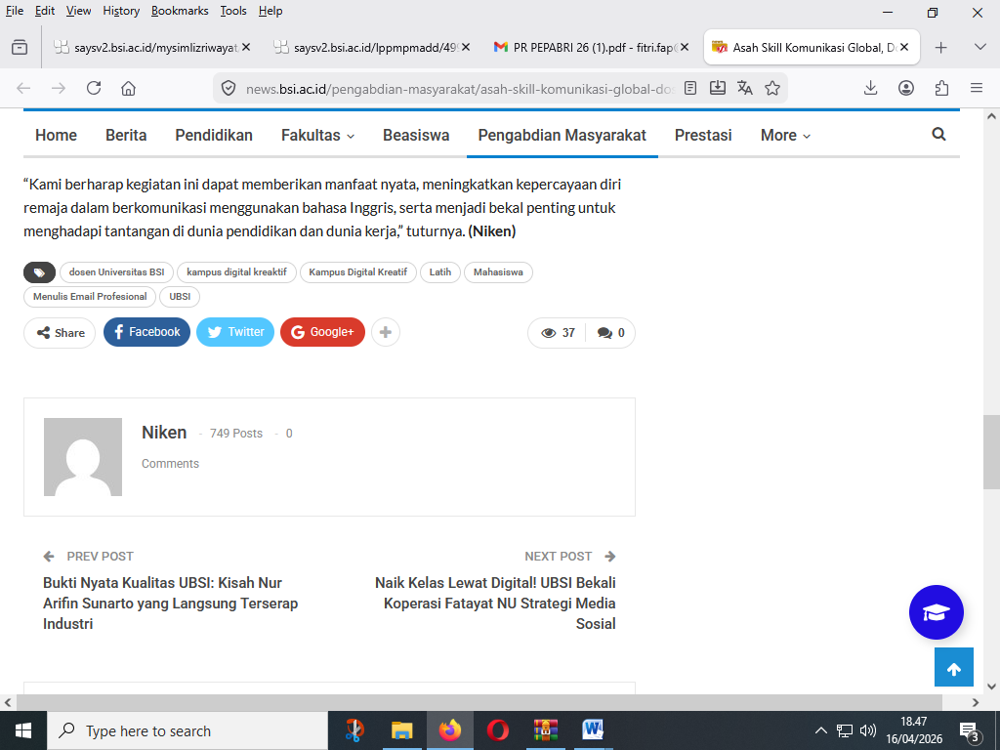 File Edit View History Bookmarks Tools Help
saysv2.bsi.ac.id/mysimlizriwayat
saysv2.bsi.ac.id/lppmpmadd/49
PR PEPABRI 26 (1).pdf - fitri.fap
Asah Skill Komunikasi Global, D
news.bsi.ac.id/pengabdian-masyarakat/asah-skill-komunikasi-global-do
Home Berita Pendidikan Fakultas Beasiswa Pengabdian Masyarakat Prestasi More
“Kami berharap kegiatan ini dapat memberikan manfaat nyata, meningkatkan kepercayaan diri
remaja dalam berkomunikasi menggunakan bahasa Inggris, serta menjadi bekal penting untuk
menghadapi tantangan di dunia pendidikan dan dunia kerja,” tuturnya. (Niken)
dosen Universitas BSI kampus digital kreaktif Kampus Digital Kreatif Latih Mahasiswa
Menulis Email Profesional UBSI
Share Facebook Twitter Google+ 37 0
Niken - 749 Posts - 0
Comments
PREV POST
Bukti Nyata Kualitas UBSI: Kisah Nur
Arifin Sunarto yang Langsung Terserap
Industri
NEXT POST
Naik Kelas Lewat Digital! UBSI Bekali
Koperasi Fatayat NU Strategi Media
Sosial
Type here to search
18.47
16/04/2026
3